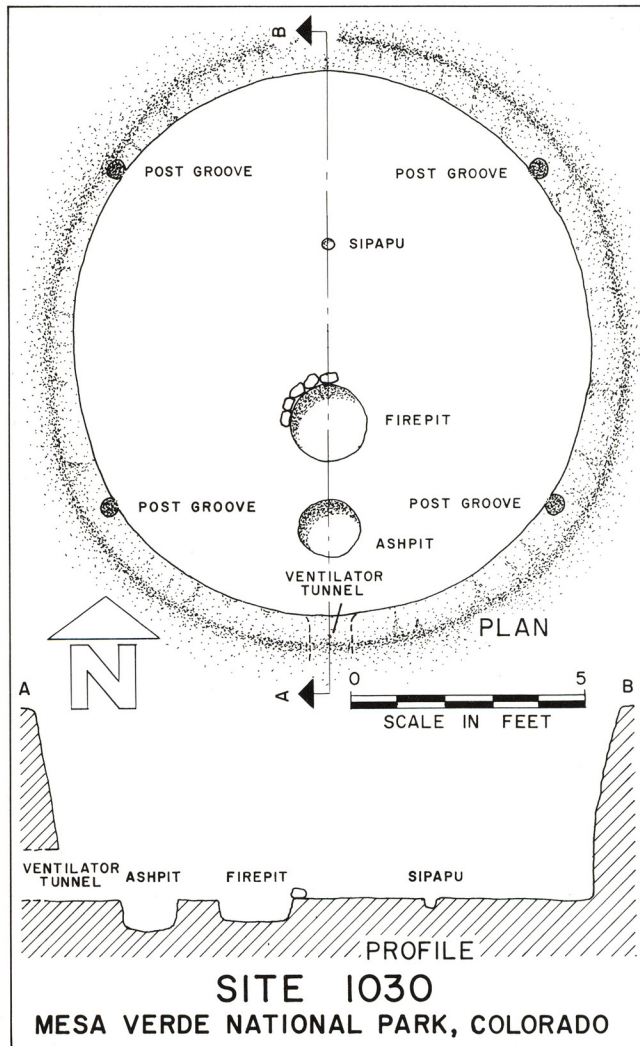 B
POST GROOVE
POST GROOVE
SIPAPU
FIREPIT
POST GROOVE
POST GROOVE
ASHPIT
VENTILATOR
TUNNEL
PLAN
N
A
0
5
SCALE IN FEET
A
B
VENTILATOR
TUNNEL
ASHPIT
FIREPIT
SIPAPU
PROFILE
SITE 1030
MESA VERDE NATIONAL PARK, COLORADO